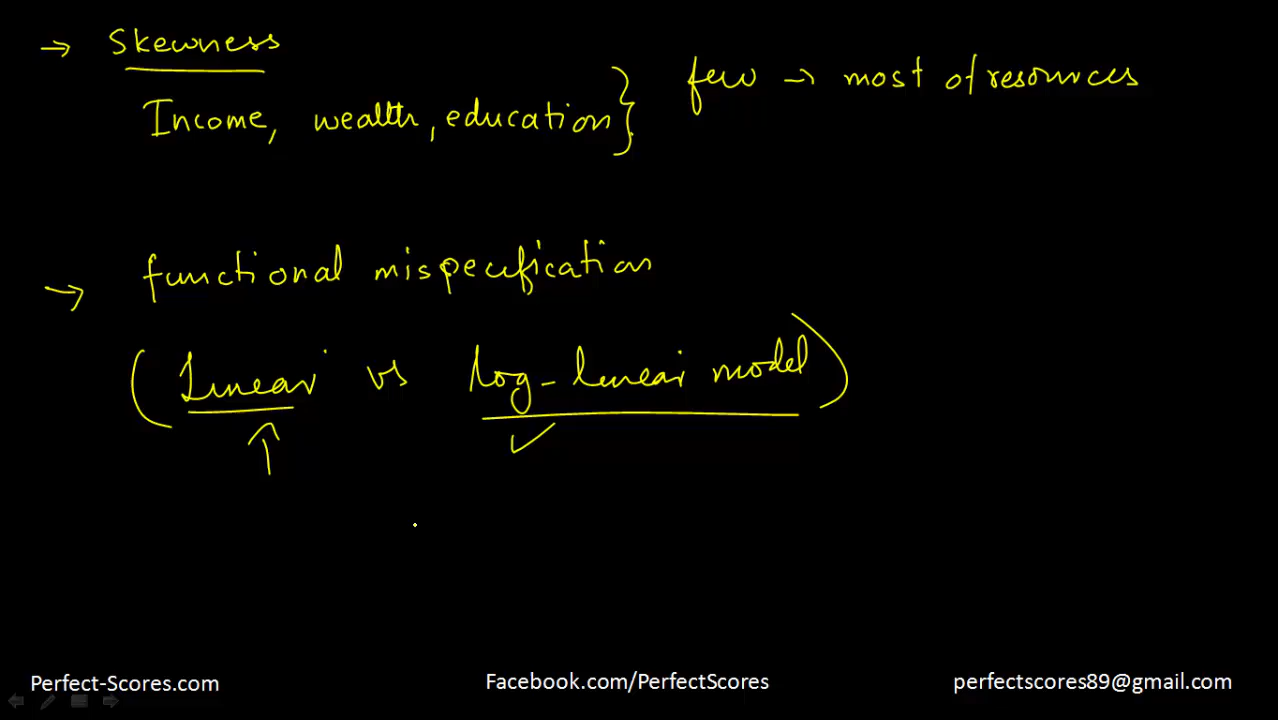 → Skewness
Income, wealth, education} few → most of resources
→ functional mispecification
(Linear vs log-linear model)
Perfect-Scores.com Facebook.com/PerfectScores perfectscores89@gmail.com